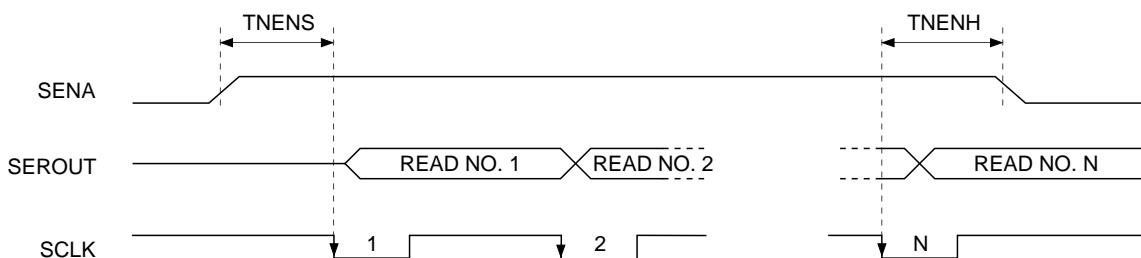 TNENS TNENH
SENA
SEROUT READ NO. 1 READ NO. 2 READ NO. N
SCLK 1 2 N